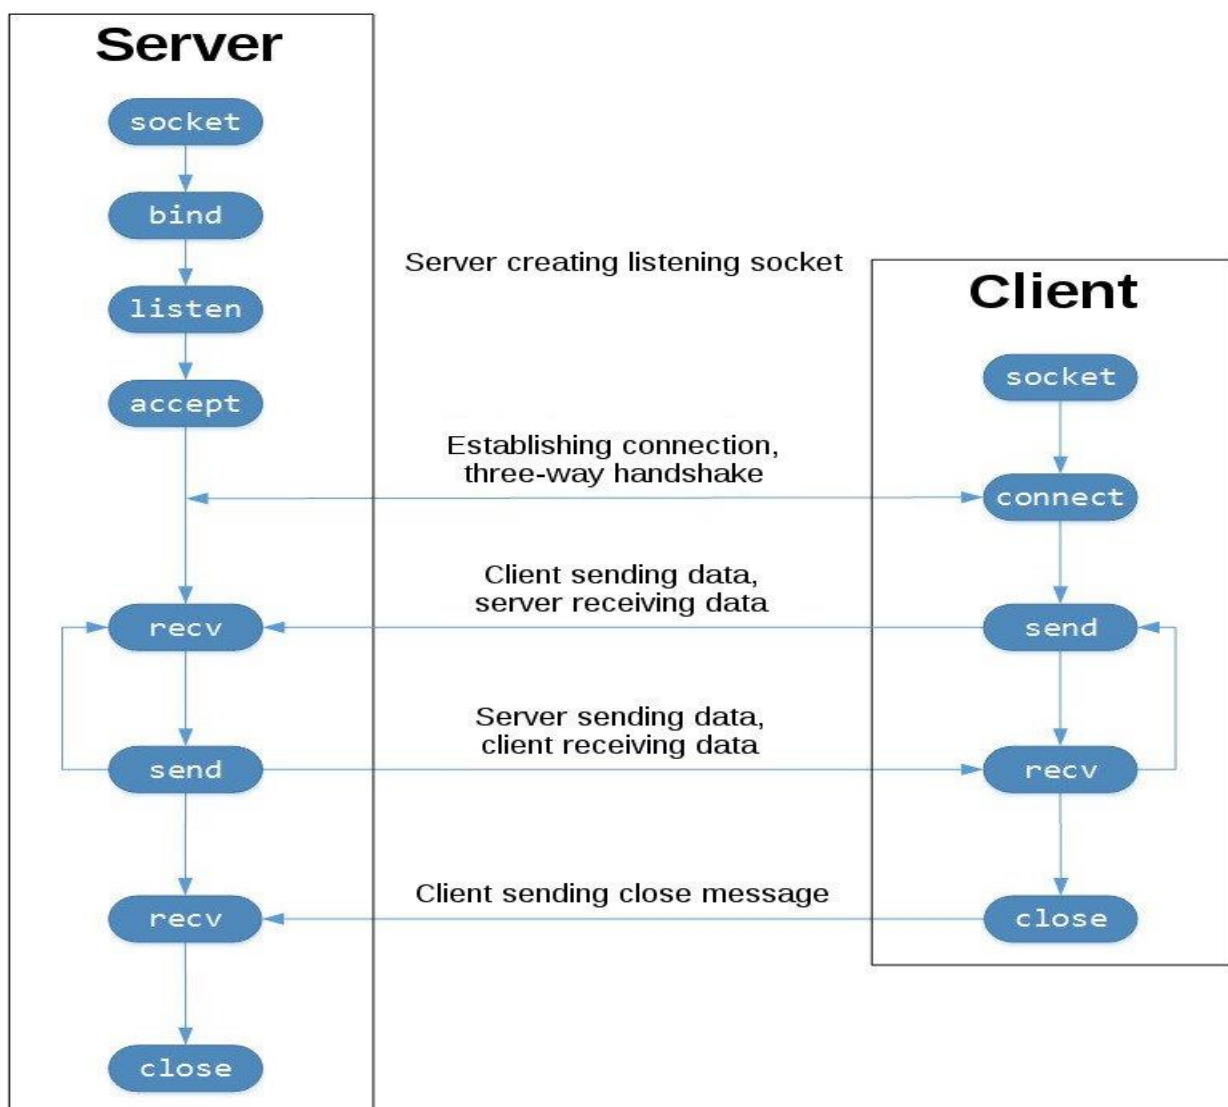 Server
socket
bind
listen
accept
recv
send
recv
close
Server creating listening socket
Establishing connection,
three-way handshake
Client sending data,
server receiving data
Server sending data,
client receiving data
Client sending close message
Client
socket
connect
send
recv
close